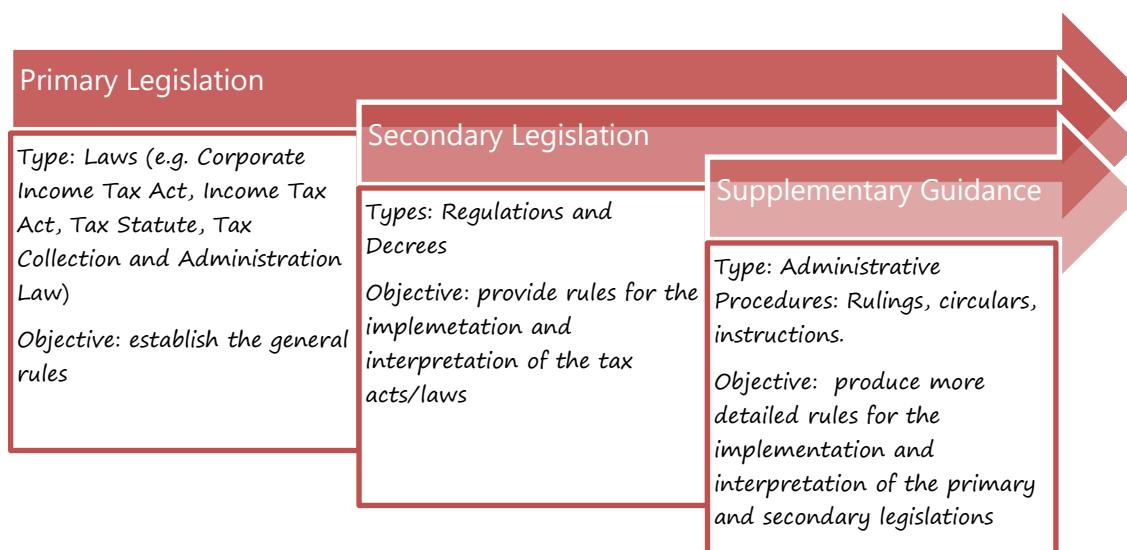 Primary Legislation
Type: Laws (e.g. Corporate
Income Tax Act, Income Tax
Act, Tax Statute, Tax
Collection and Administration
Law)
Objective: establish the general
rules
Secondary Legislation
Types: Regulations and
Decrees
Objective: provide rules for the
implemetation and
interpretation of the tax
acts/laws
Supplementary Guidance
Type: Administrative
Procedures: Rulings, circulars,
instructions.
Objective:  produce more
detailed rules for the
implementation and
interpretation of the primary
and secondary legislations